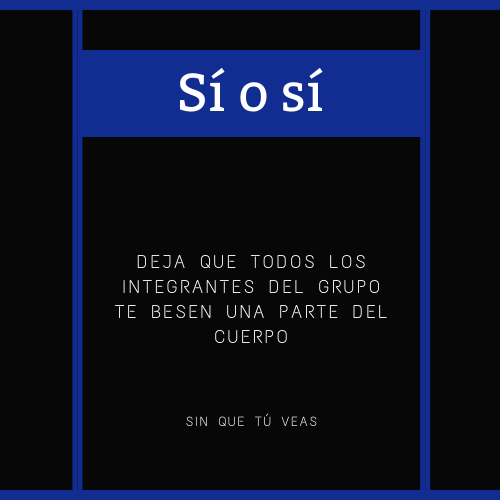 Sí o sí
DEJA QUE TODOS LOS
INTEGRANTES DEL GRUPO
TE BESEN UNA PARTE DEL
CUERPO
SIN QUE TÚ VEAS